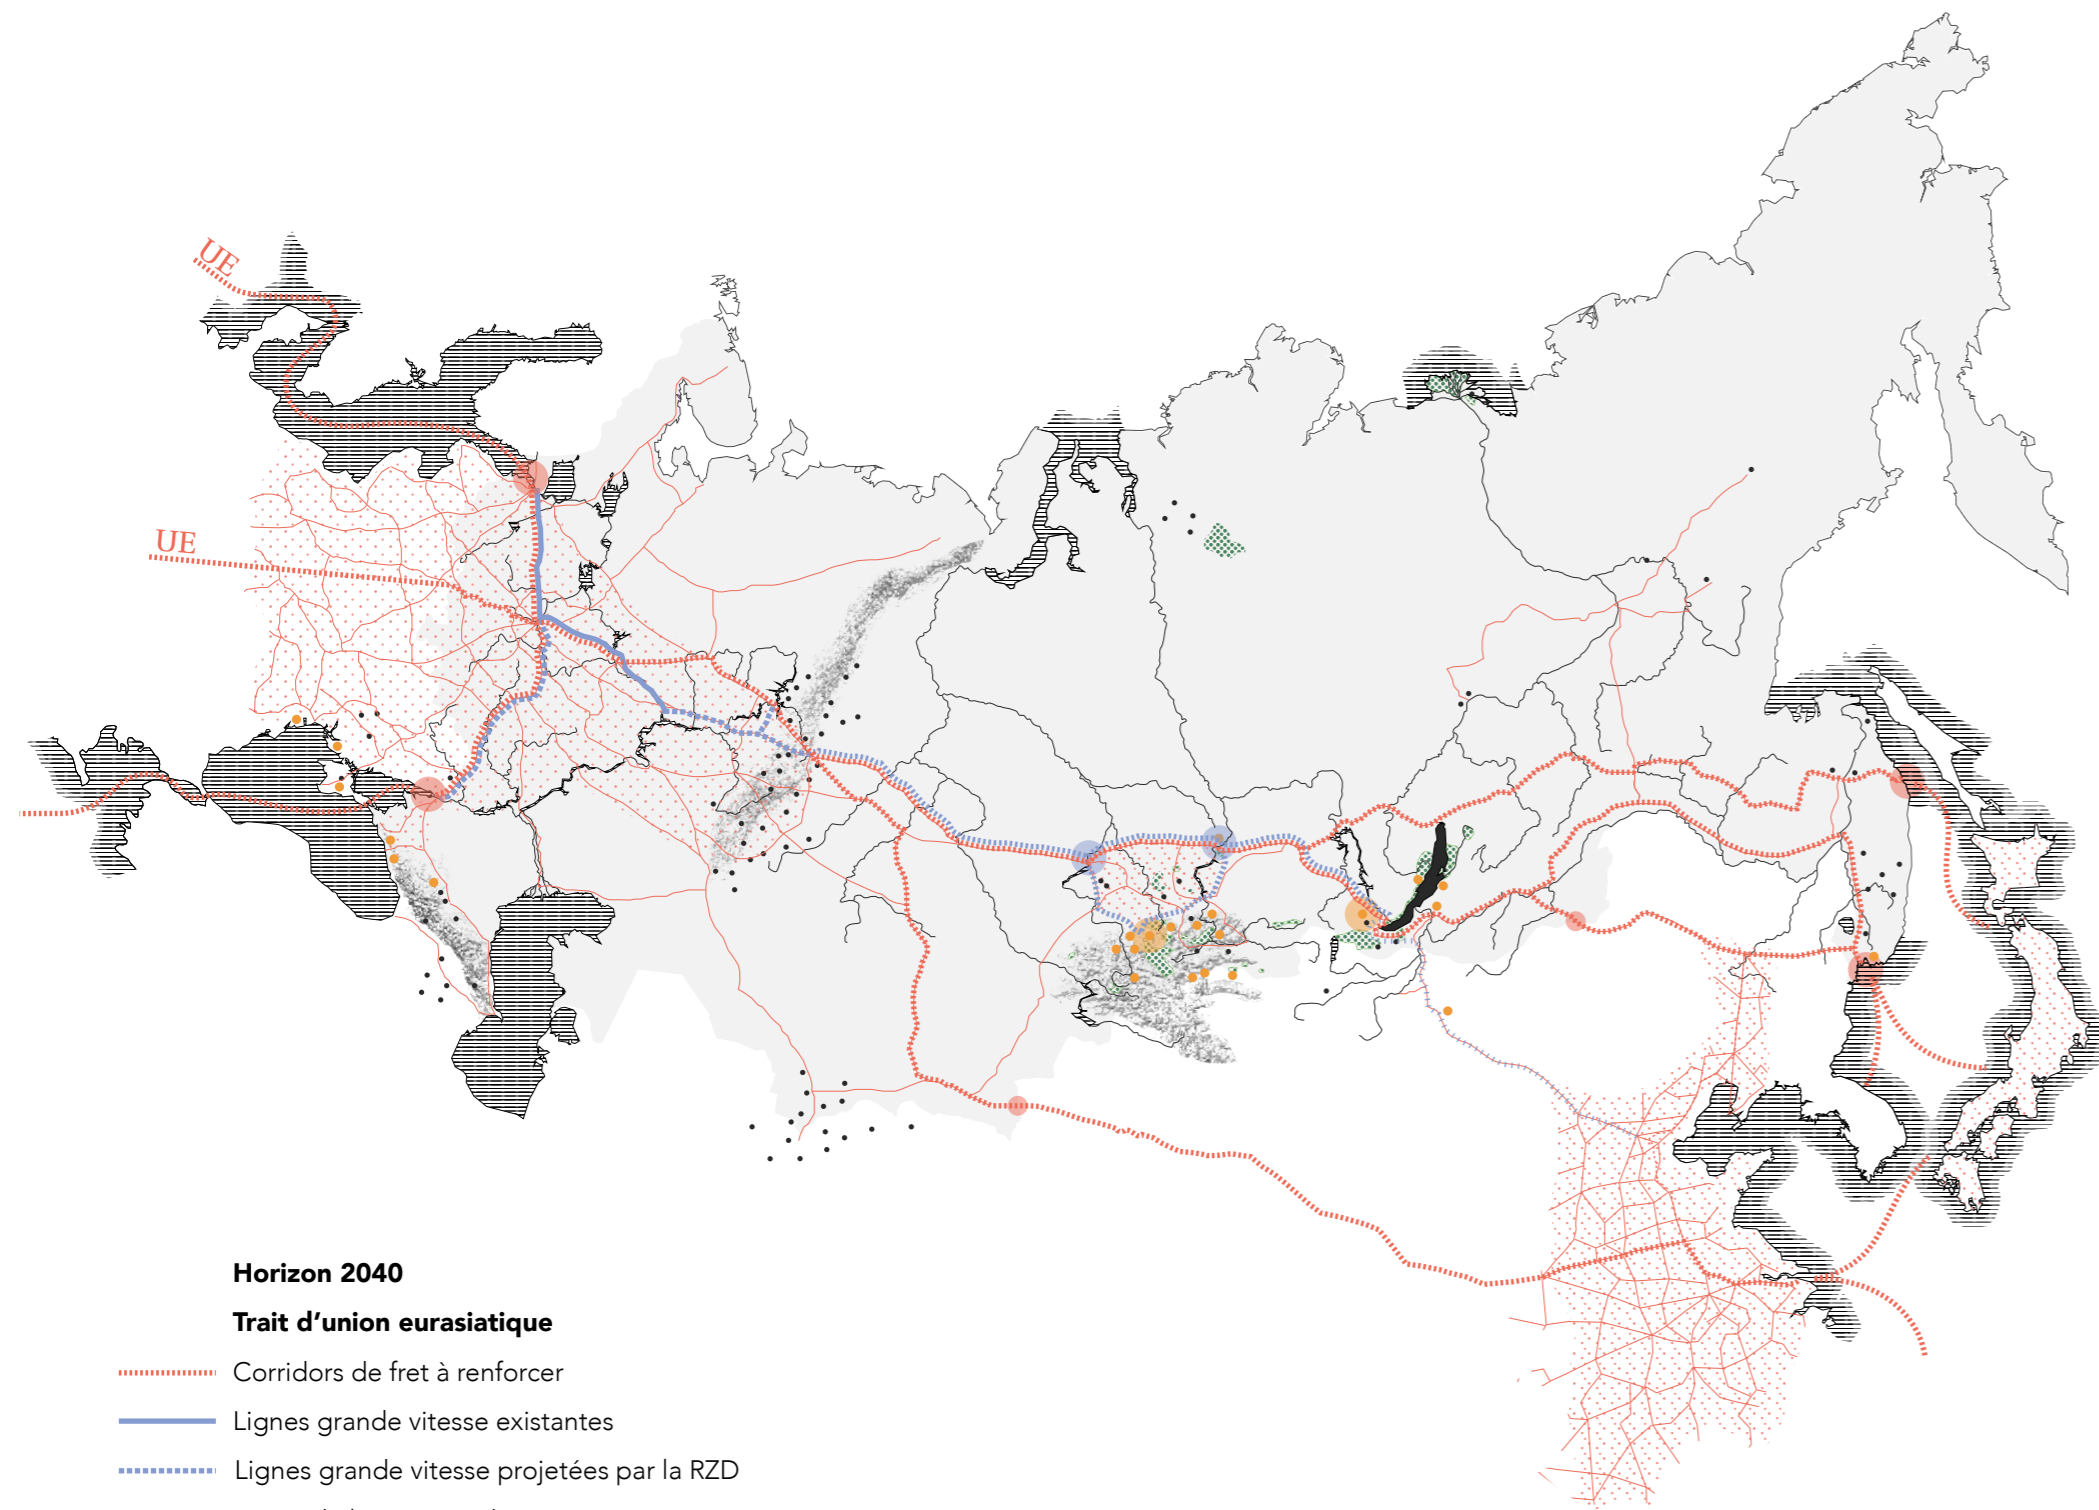 UE
UE
Horizon 2040
Trait d’union eurasiatique
Corridors de fret à renforcer
Lignes grande vitesse existantes
Lignes grande vitesse projetées par la RZD